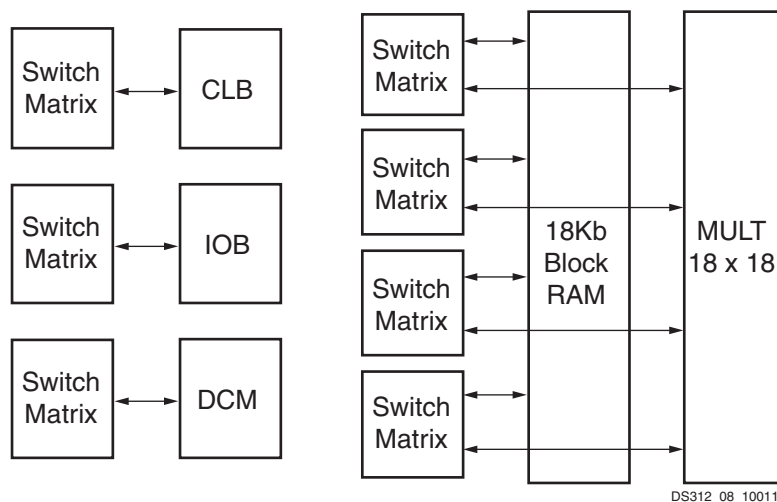 Switch
Matrix
CLB
Switch
Matrix
IOB
Switch
Matrix
DCM
Switch
Matrix
Switch
Matrix
Switch
Matrix
Switch
Matrix
18Kb
Block
RAM
MULT
18 x 18
DS312_08_10011